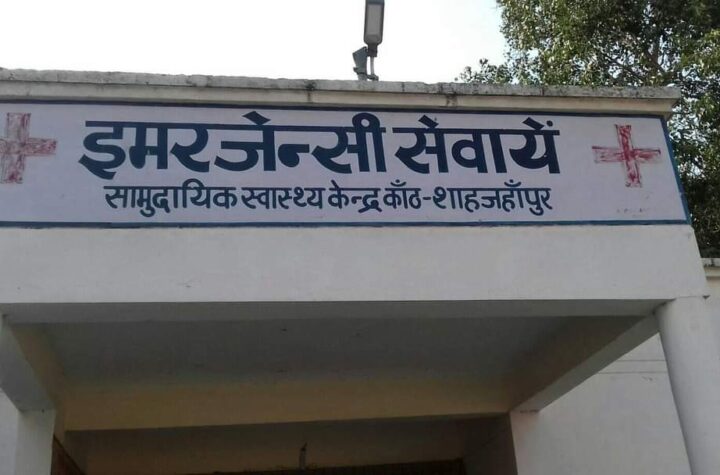 इमरजेन्सी सेवायें
सामुदायिक स्वास्थ्य केन्द्र काँठ-शाहजहाँपुर